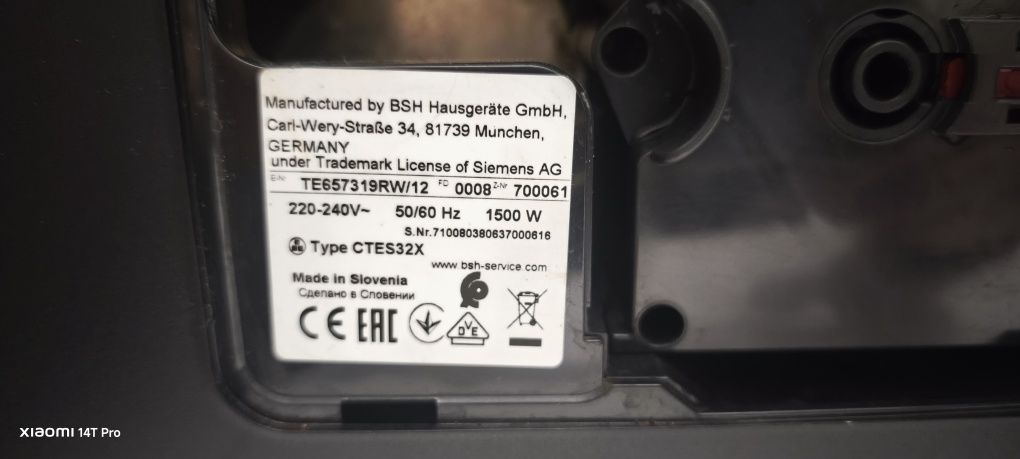 Manufactured by BSH Hausgeräte GmbH,
Carl-Wery-Straße 34, 81739 Munchen,
GERMANY
under Trademark License of Siemens AG
E-Nr. TE657319RW/12 FD 0008 Z-Nr 700061
220-240V~ 50/60 Hz 1500 W
S.Nr.710080380637000616
Type CTES32X
www.bsh-service.com
Made in Slovenia
Сделано в Словении
CE EAC DVE
XIAOMI 14T Pro